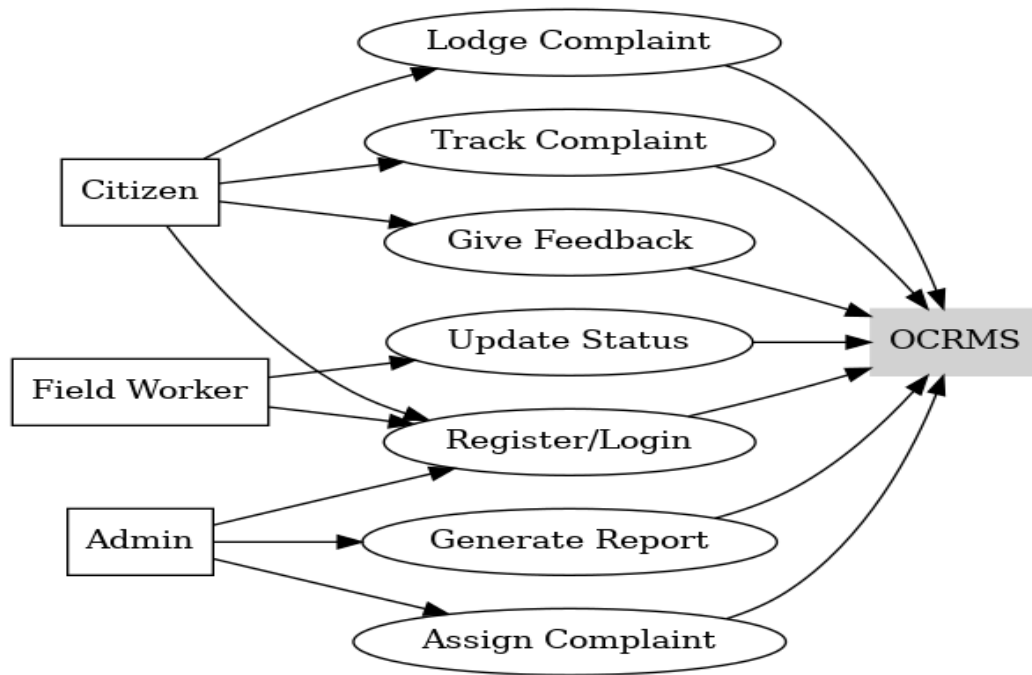 Lodge Complaint
Track Complaint
Citizen
Give Feedback
Update Status
OCRMS
Field Worker
Register/Login
Admin
Generate Report
Assign Complaint